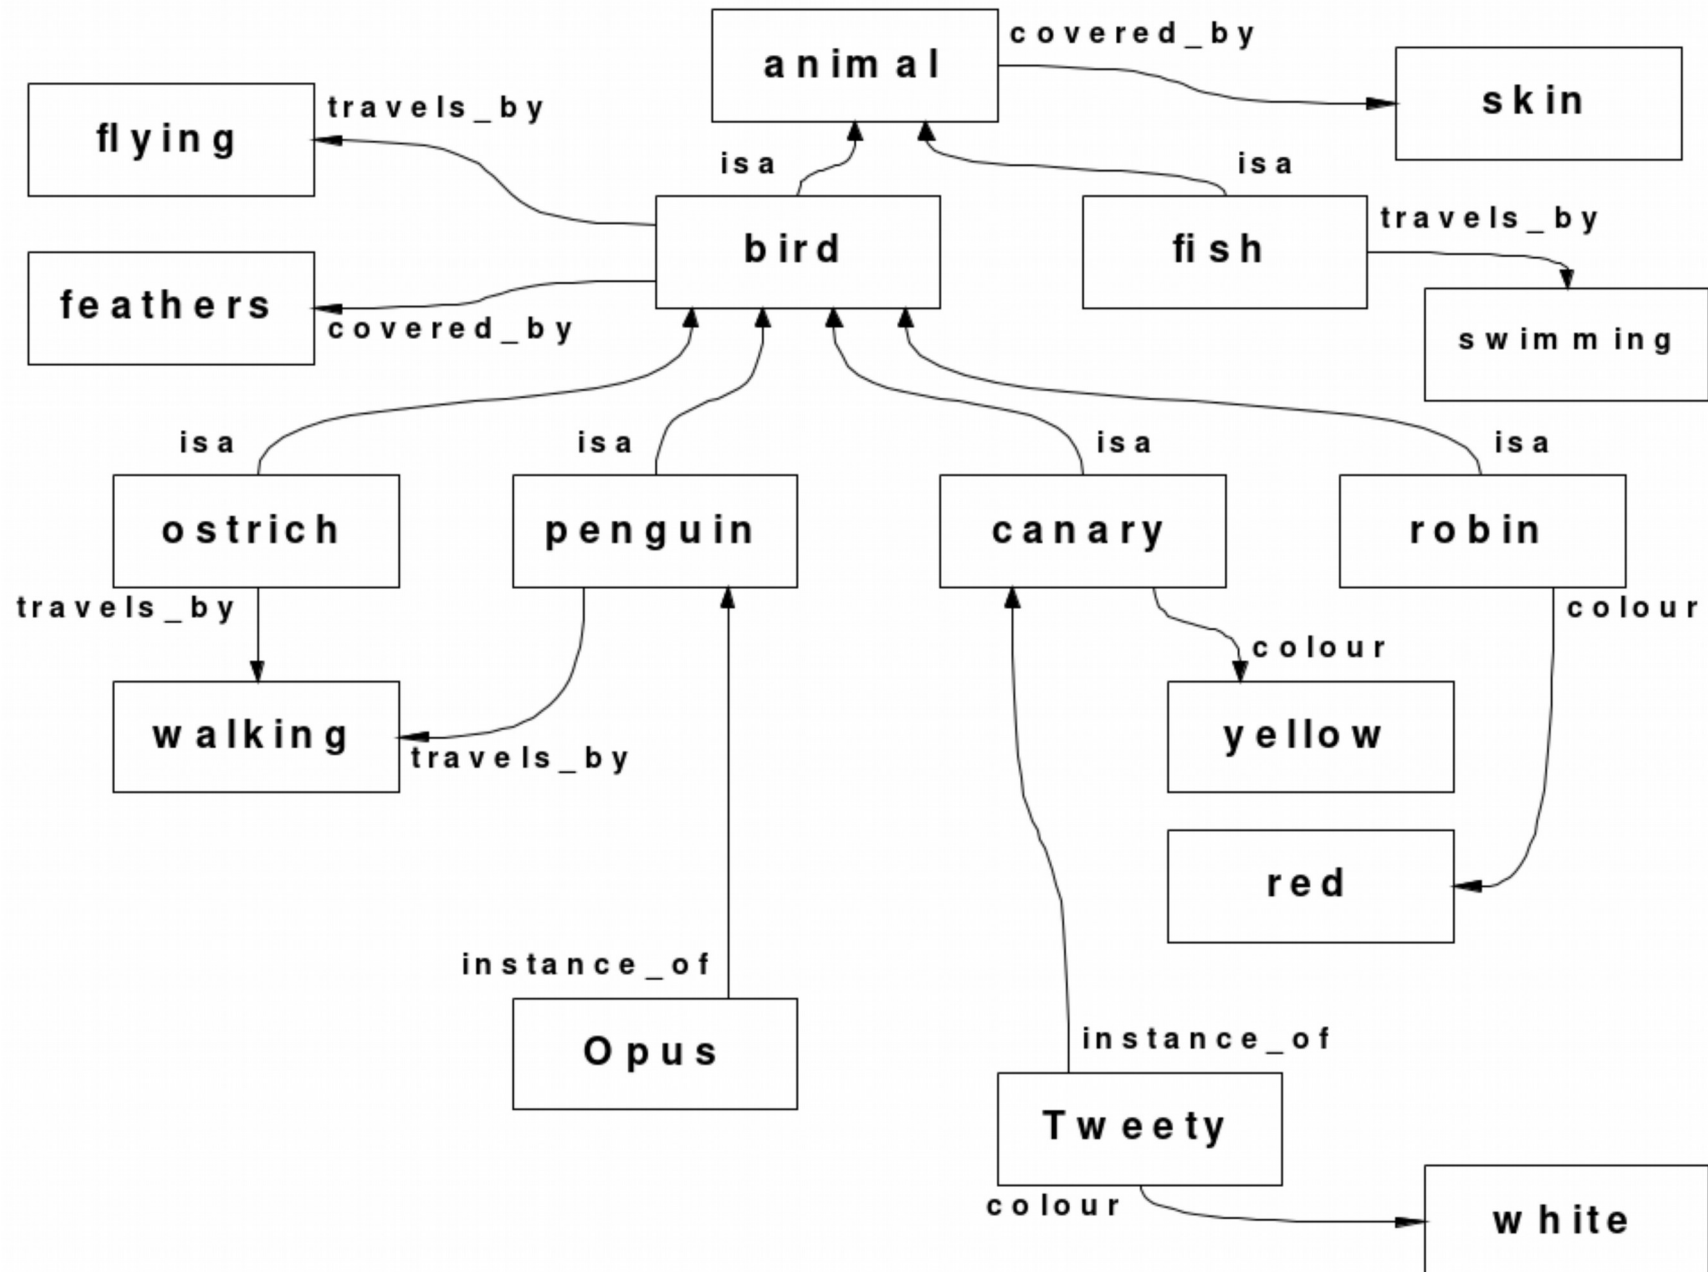 animal
covered_by
skin
flying
travels_by
isa
isa
bird
fish
travels_by
feathers
covered_by
swimming
isa
isa
isa
isa
ostrich
penguin
canary
robin
travels_by
colour
colour
walking
travels_by
yellow
red
instance_of
Opus
instance_of
Tweety
colour
white